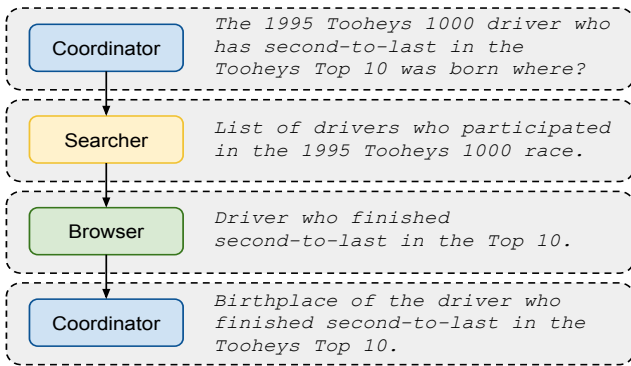 Coordinator
The 1995 Tooheys 1000 driver who
has second-to-last in the
Tooheys Top 10 was born where?
Searcher
List of drivers who participated
in the 1995 Tooheys 1000 race.
Browser
Driver who finished
second-to-last in the Top 10.
Coordinator
Birthplace of the driver who
finished second-to-last in the
Tooheys Top 10.